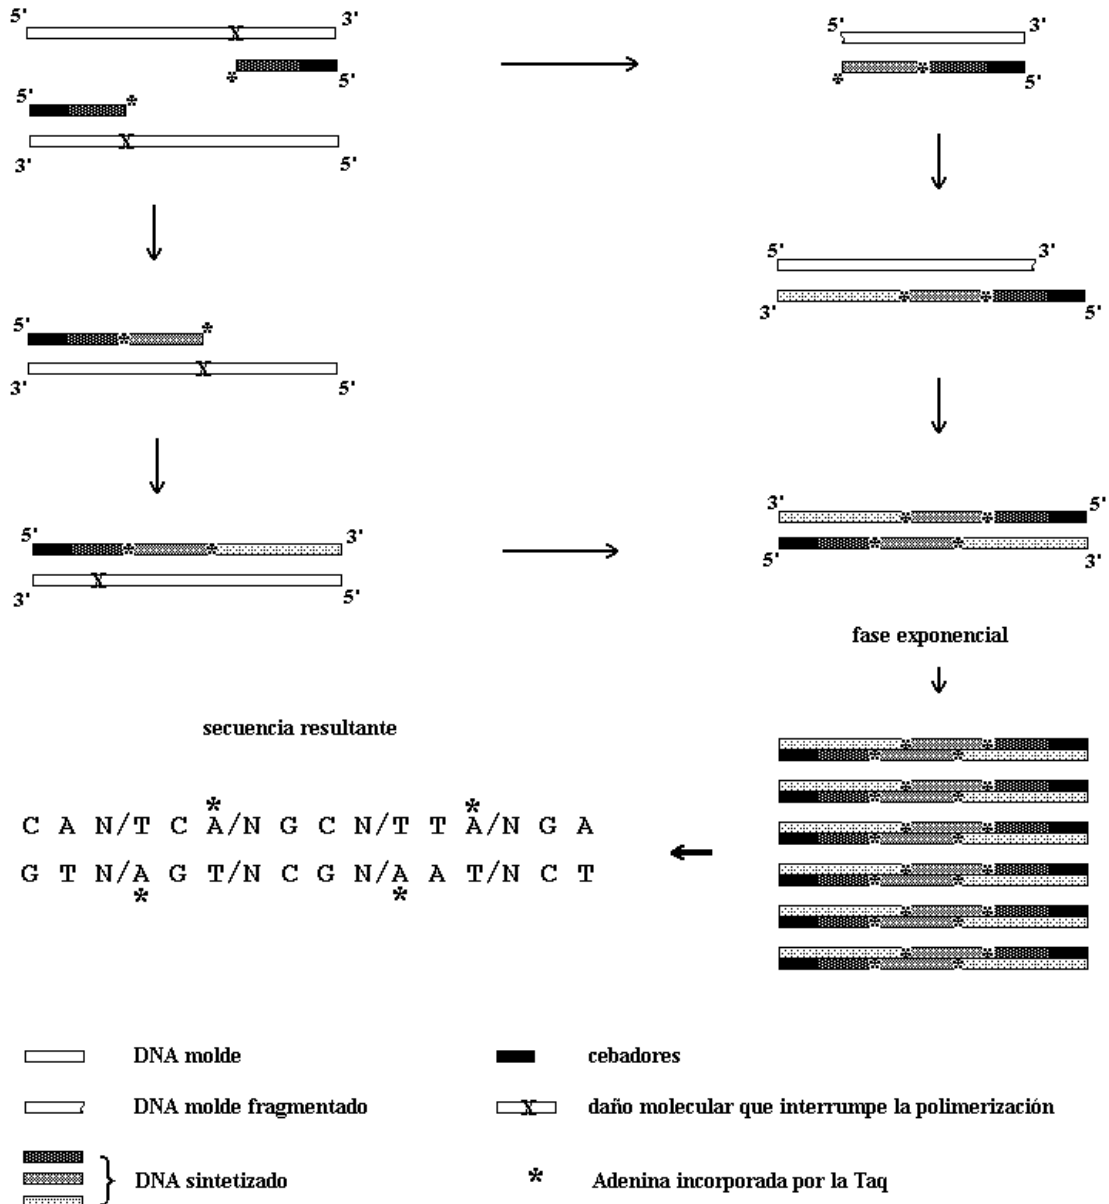 5' 3'
X
* 5'
5' *
X
3' 5'
5' 3'
*
* 5'
5' *
*
X
3' 5'
5' 3'
*
* *
3' 5'
5' 3'
* *
X
3' 5'
3' 5'
* *
* *
5' 3'
fase exponencial
secuencia resultante
* *
C A N/T C A/N G C N/T T A/N G A
G T N/A G T/N C G N/A A T/N C T
* *
DNA molde
cebadores
DNA molde fragmentado
X daño molecular que interrumpe la polimerización
} DNA sintetizado
* Adenina incorporada por la Taq